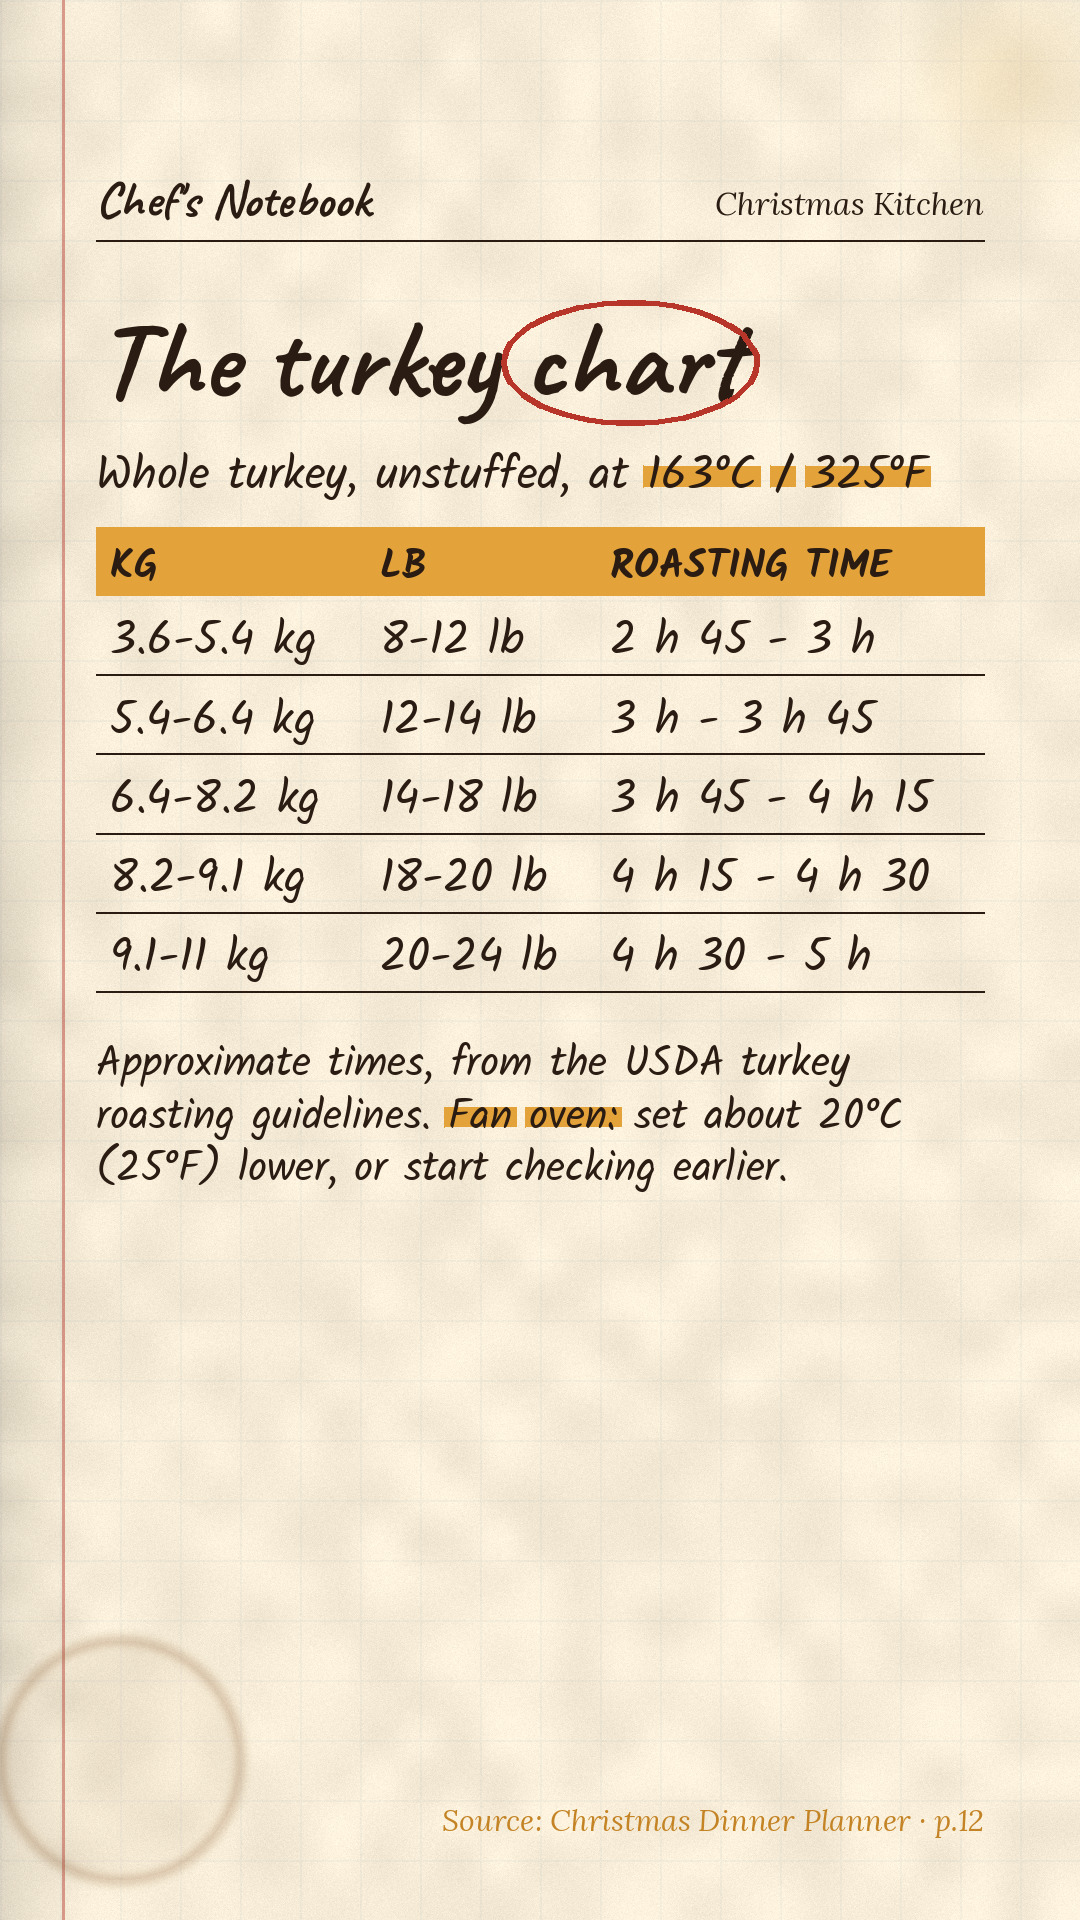 Chef's Notebook
Christmas Kitchen
The turkey chart
Whole turkey, unstuffed, at 163°C / 325°F
KG LB ROASTING TIME
3.6-5.4 kg 8-12 lb 2 h 45 - 3 h
5.4-6.4 kg 12-14 lb 3 h - 3 h 45
6.4-8.2 kg 14-18 lb 3 h 45 - 4 h 15
8.2-9.1 kg 18-20 lb 4 h 15 - 4 h 30
9.1-11 kg 20-24 lb 4 h 30 - 5 h
Approximate times, from the USDA turkey
roasting guidelines. Fan oven: set about 20°C
(25°F) lower, or start checking earlier.
Source: Christmas Dinner Planner · p.12